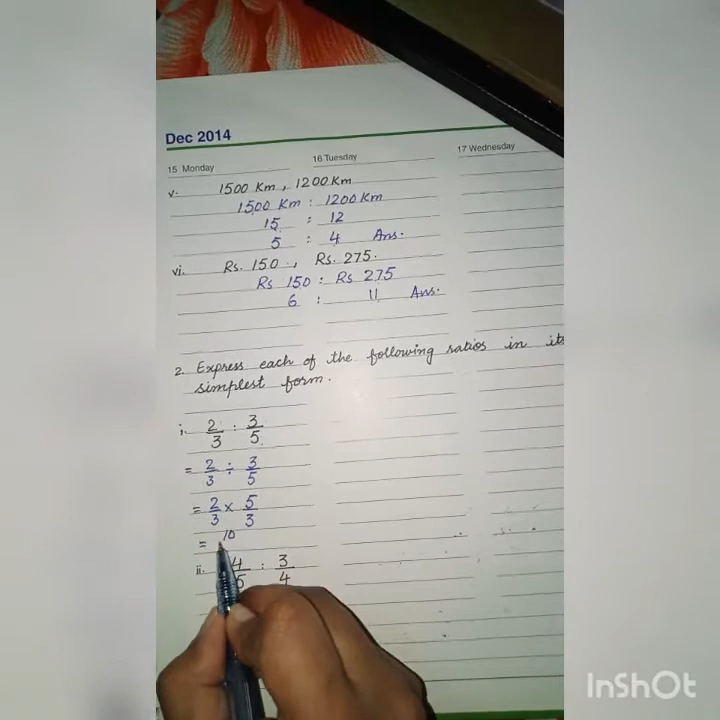 Dec 2014
15 Monday 16 Tuesday 17 Wednesday
v. 1500 Km, 1200 Km
1500 Km : 1200 Km
15 : 12
5 : 4 Ans.
vi. Rs. 150, Rs. 275.
Rs 150 : Rs 275
6 : 11 Ans.
2. Express each of the following ratios in its
simplest form.
i. 2/3 : 3/5
= 2/3 ÷ 3/5
= 2/3 × 5/3
= 10
ii. 4/5 : 3/4
InShOt